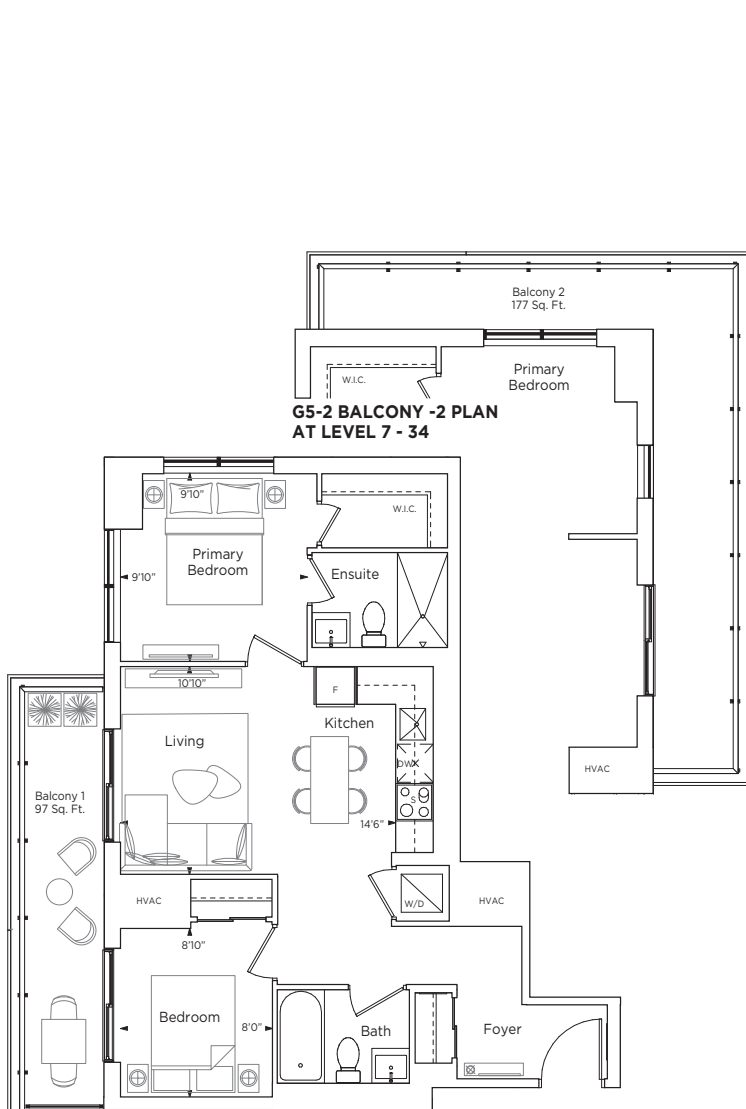 Balcony 2
177 Sq. Ft.
Primary
Bedroom
W.I.C.
G5-2 BALCONY -2 PLAN
AT LEVEL 7 - 34
9'10"
W.I.C.
Primary
Bedroom
Ensuite
9'10"
10'10"
F
Kitchen
Living
DW
HVAC
Balcony 1
97 Sq. Ft.
S
14'6"
HVAC
W/D
HVAC
8'10"
Bedroom
8'0"
Bath
Foyer